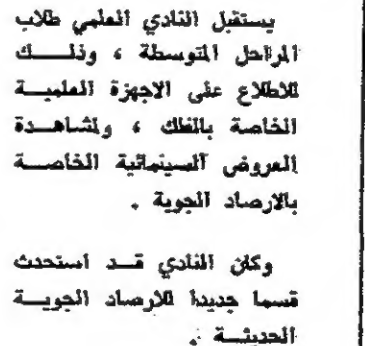 يستقبل النادي العلمي طلاب
المراحل المتوسطة ، وذلك
للاطلاع على الاجهزة العلمية
الخاصة بالفلك ، ولمشاهدة
العروض السينمائية الخاصة
بالارصاد الجوية .
وكان النادي قد استحدث
قسما جديدا للارصاد الجوية
الحديثة .